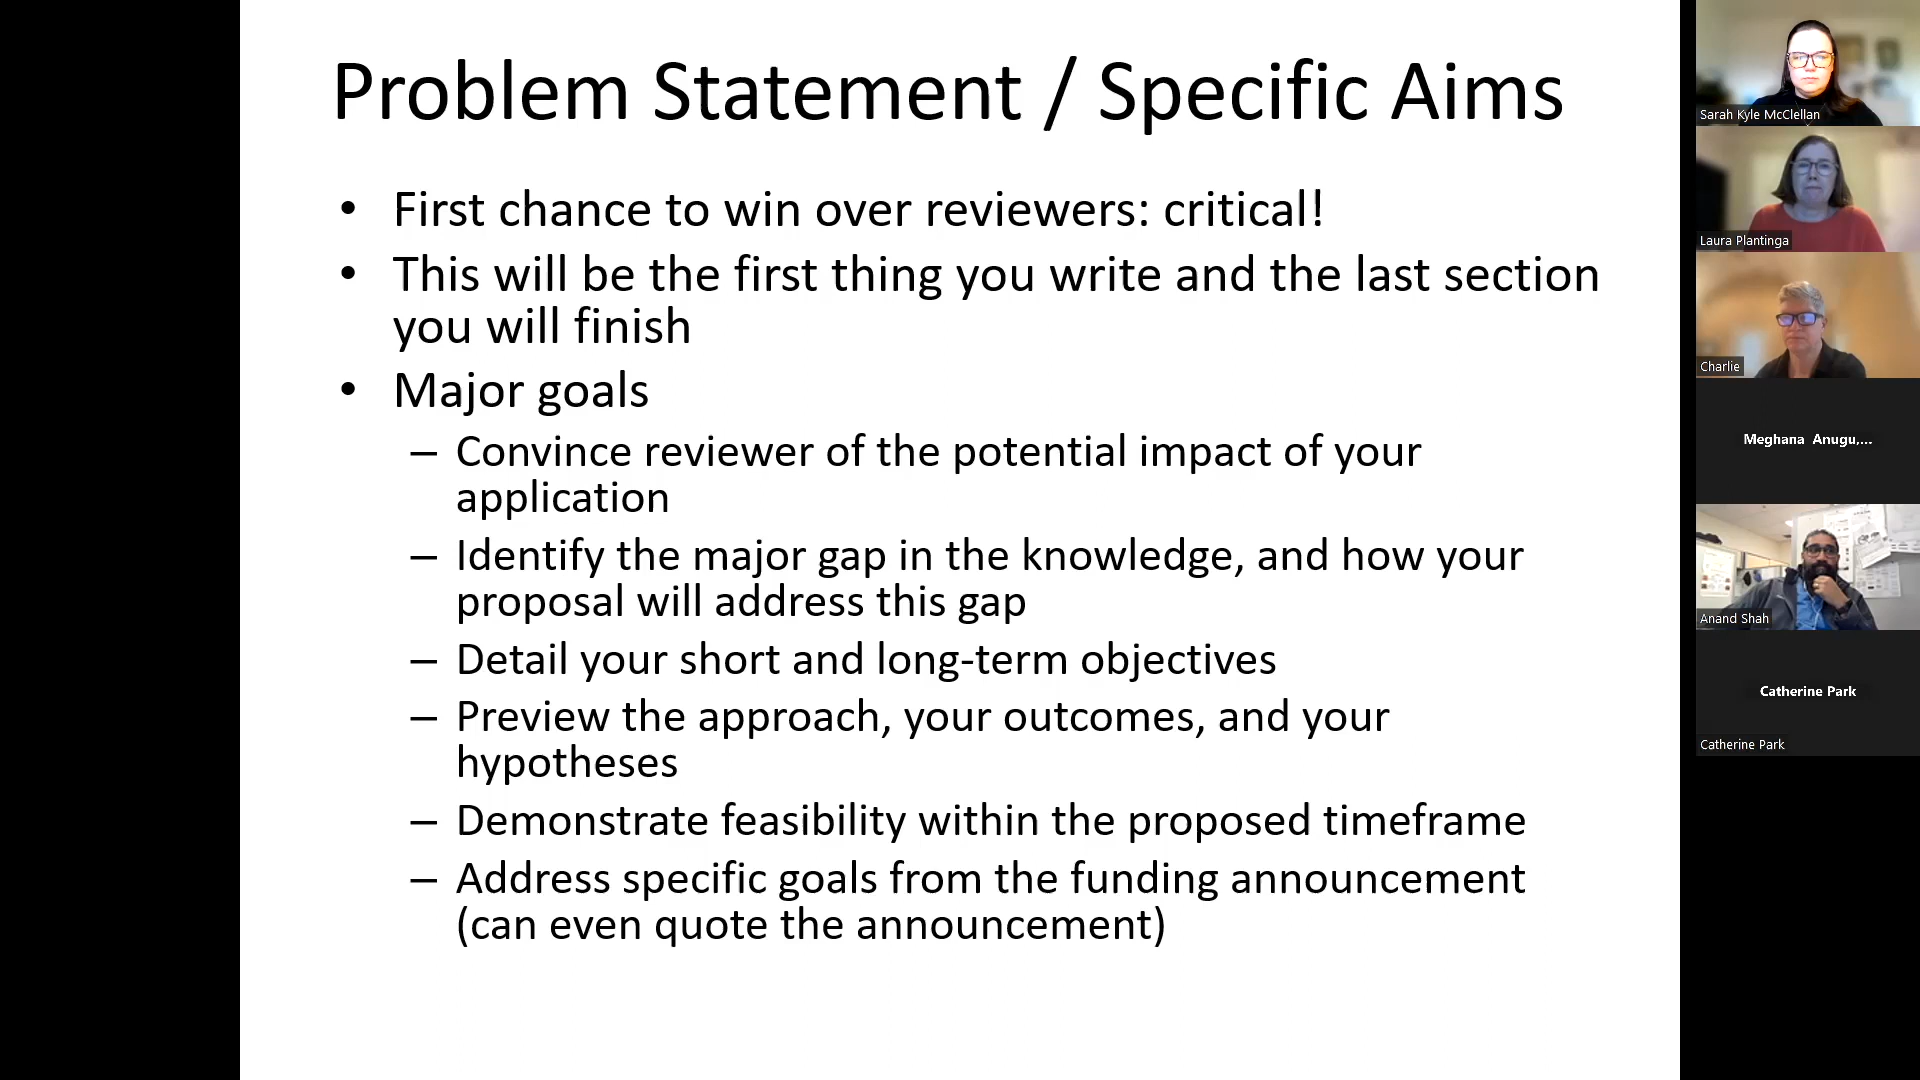 Problem Statement / Specific Aims
• First chance to win over reviewers: critical!
• This will be the first thing you write and the last section
you will finish
• Major goals
– Convince reviewer of the potential impact of your
application
– Identify the major gap in the knowledge, and how your
proposal will address this gap
– Detail your short and long-term objectives
– Preview the approach, your outcomes, and your
hypotheses
– Demonstrate feasibility within the proposed timeframe
– Address specific goals from the funding announcement
(can even quote the announcement)
Sarah Kyle McClellan
Laura Plantinga
Charlie
Meghana Anugu,...
Anand Shah
Catherine Park
Catherine Park